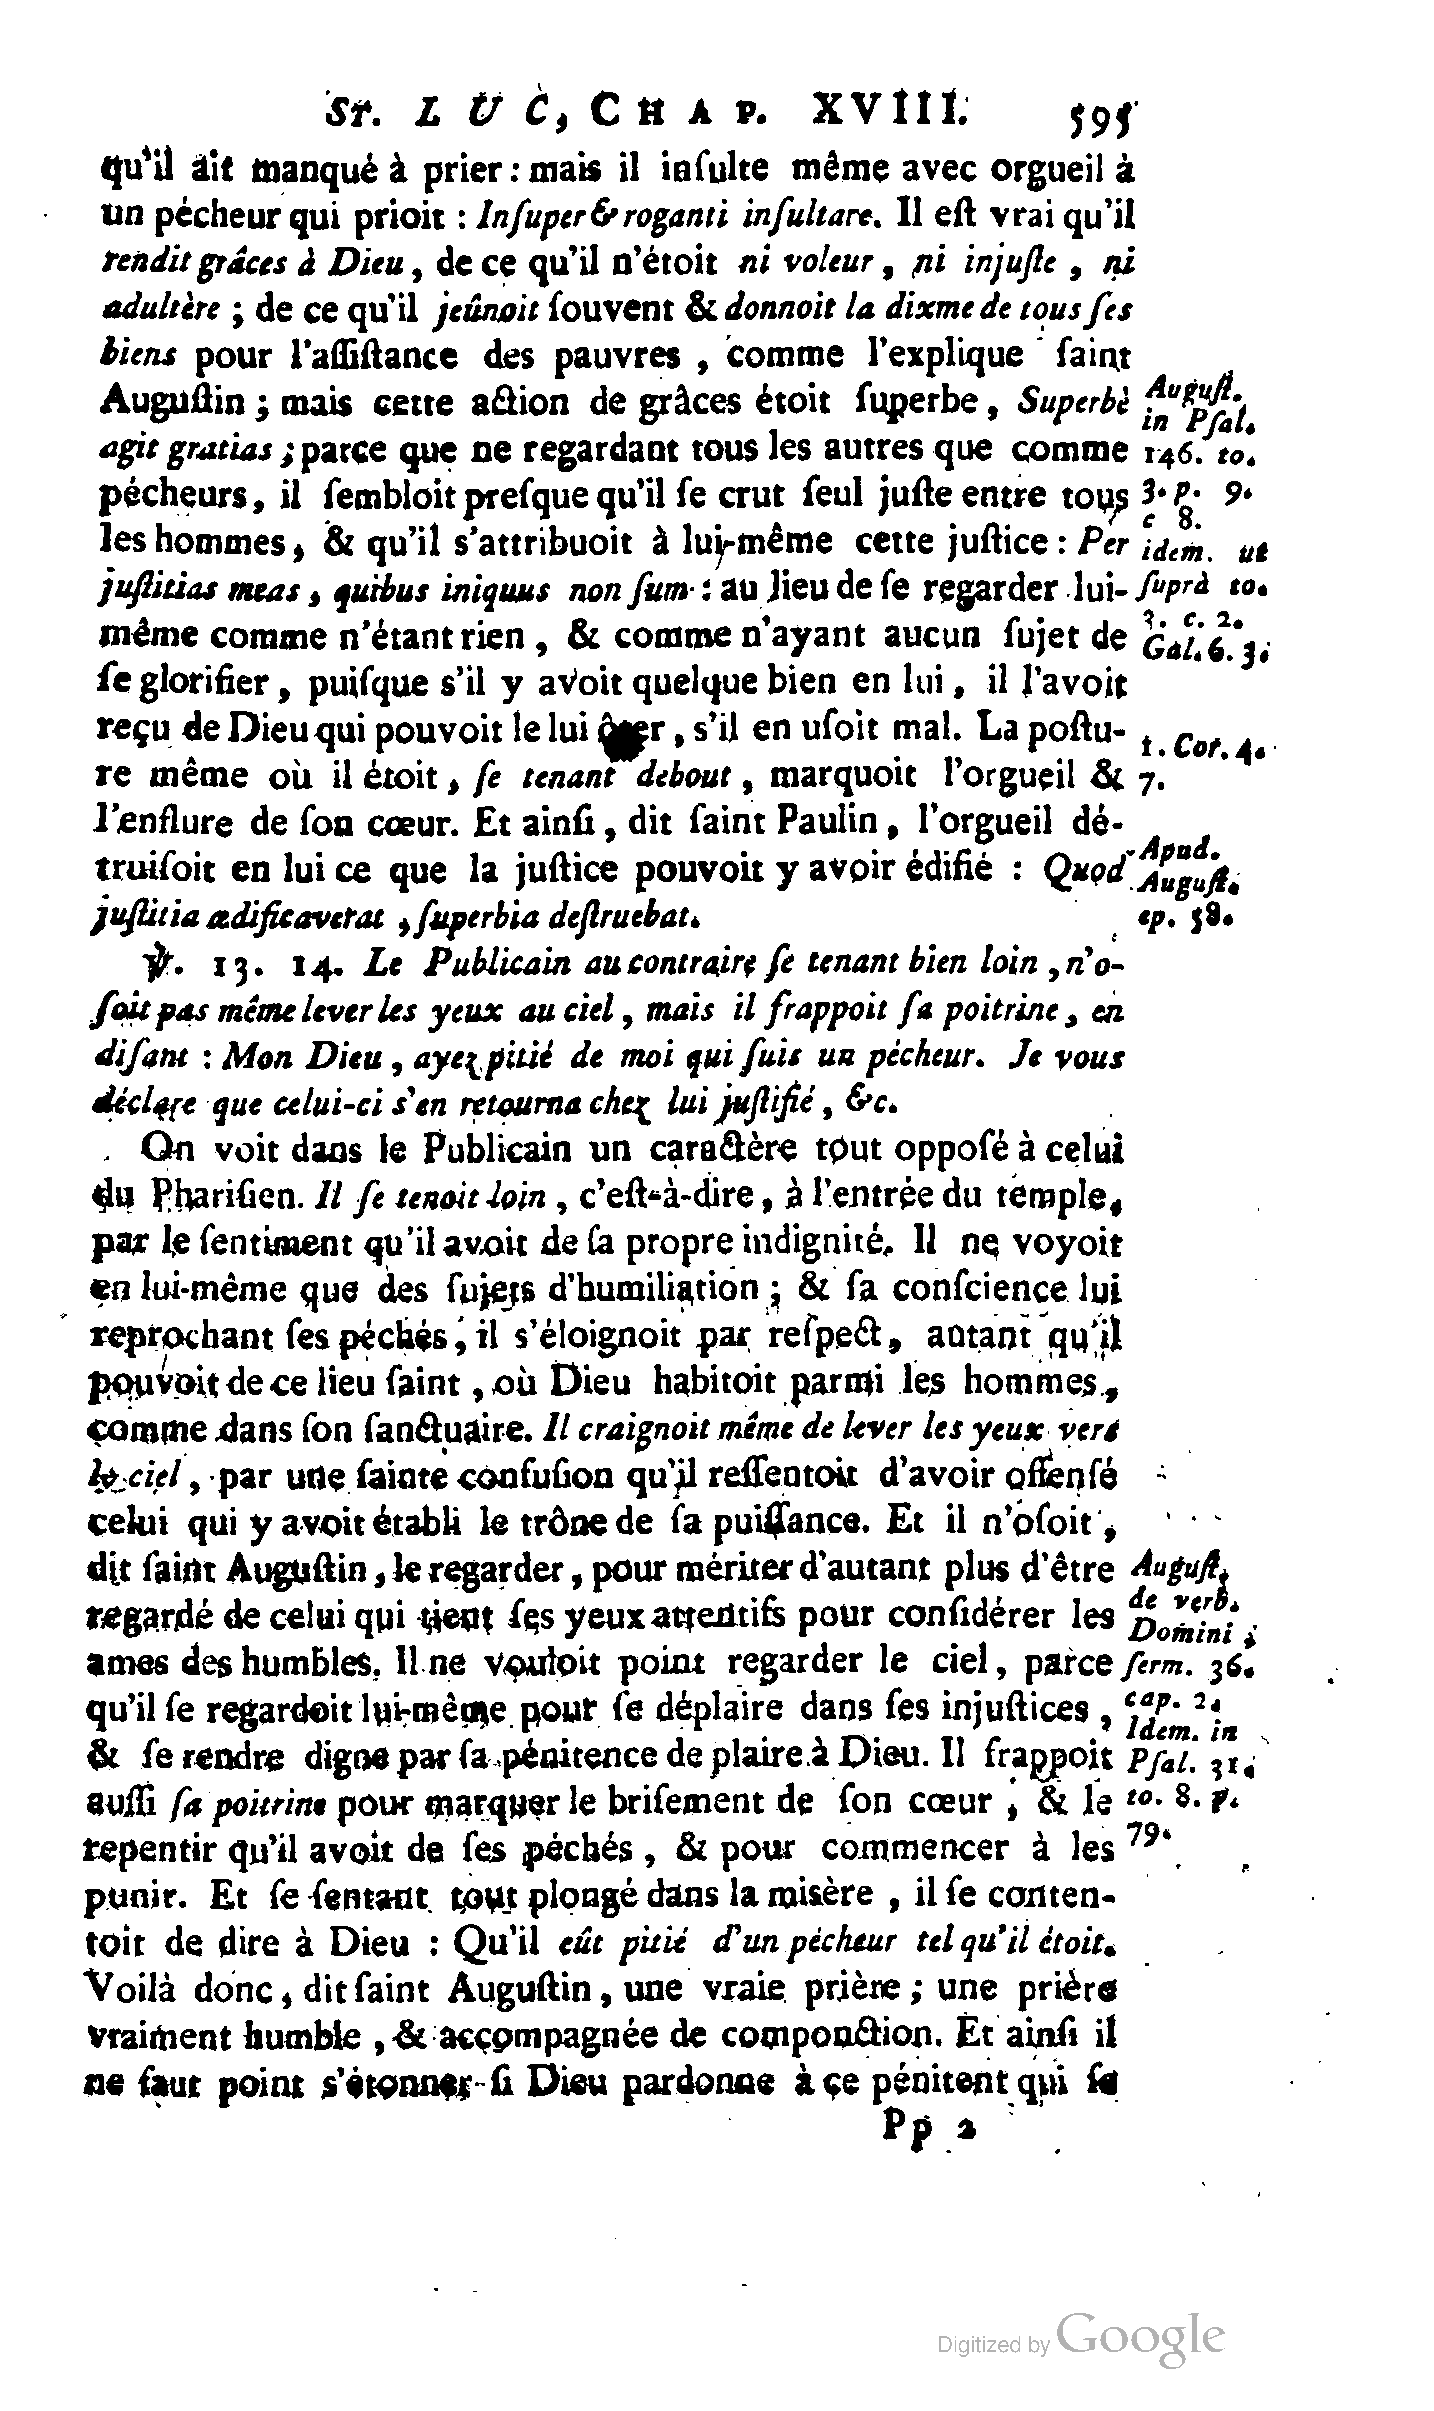 St. LUC, CHAP. XVIII. 595
qu'il ait manqué à prier : mais il inſulte même avec orgueil à
un pécheur qui prioit : Inſuper & roganti inſultare. Il eſt vrai qu'il
rendit grâces à Dieu, de ce qu'il n'étoit ni voleur, ni injuſte, ni
adultère ; de ce qu'il jeûnoit ſouvent & donnoit la dixme de tous ſes
biens pour l'aſſiſtance des pauvres, comme l'explique ſaint
Auguſtin ; mais cette action de grâces étoit ſuperbe, Superbè
agit gratias ; parce que ne regardant tous les autres que comme
pécheurs, il ſembloit preſque qu'il ſe crut ſeul juſte entre tous
les hommes, & qu'il s'attribuoit à lui-même cette juſtice : Per
juſtitias meas, quibus iniquus non ſum : au lieu de ſe regarder lui-
même comme n'étant rien, & comme n'ayant aucun ſujet de
ſe glorifier, puiſque s'il y avoit quelque bien en lui, il l'avoit
reçu de Dieu qui pouvoit le lui ôter, s'il en uſoit mal. La poſtu-
re même où il étoit, ſe tenant debout, marquoit l'orgueil &
l'enflure de ſon cœur. Et ainſi, dit ſaint Paulin, l'orgueil dé-
truiſoit en lui ce que la juſtice pouvoit y avoir édifié : Quod
juſtitia ædificaverat, ſuperbia deſtruebat.
Auguſt.
in Pſal.
146. to.
3. p. 9.
c 8.
idem. ut
ſuprà to.
3. c. 2.
Gal. 6. 3.
1. Cor. 4.
7.
Apud.
Auguſt.
ep. 58.
℣. 13. 14. Le Publicain au contraire ſe tenant bien loin, n'o-
ſoit pas même lever les yeux au ciel, mais il frappoit ſa poitrine, en
diſant : Mon Dieu, ayez pitié de moi qui ſuis un pécheur. Je vous
déclare que celui-ci s'en retourna chez lui juſtifié, &c.
On voit dans le Publicain un caractère tout oppoſé à celui
du Phariſien. Il ſe tenoit loin, c'eſt-à-dire, à l'entrée du temple,
par le ſentiment qu'il avoit de ſa propre indignité. Il ne voyoit
en lui-même que des ſujets d'humiliation ; & ſa conſcience lui
reprochant ſes péchés, il s'éloignoit par reſpect, autant qu'il
pouvoit de ce lieu ſaint, où Dieu habitoit parmi les hommes,
comme dans ſon ſanctuaire. Il craignoit même de lever les yeux vers
le ciel, par une ſainte confuſion qu'il reſſentoit d'avoir offenſé
celui qui y avoit établi le trône de ſa puiſſance. Et il n'oſoit,
dit ſaint Auguſtin, le regarder, pour mériter d'autant plus d'être
regardé de celui qui tient ſes yeux attentifs pour conſidérer les
ames des humbles. Il ne vouloit point regarder le ciel, parce
qu'il ſe regardoit lui-même pour ſe déplaire dans ſes injuſtices,
& ſe rendre digne par ſa pénitence de plaire à Dieu. Il frappoit
auſſi ſa poitrine pour marquer le briſement de ſon cœur, & le
repentir qu'il avoit de ſes péchés, & pour commencer à les
punir. Et ſe ſentant tout plongé dans la miſère, il ſe conten-
toit de dire à Dieu : Qu'il eût pitié d'un pécheur tel qu'il étoit.
Voilà donc, dit ſaint Auguſtin, une vraie prière ; une prière
vraiment humble, & accompagnée de componction. Et ainſi il
ne faut point s'étonner ſi Dieu pardonne à ce pénitent qui ſe
Auguſt.
de verb.
Domini ;
ſerm. 36.
cap. 2.
Idem. in
Pſal. 31.
to. 8. p.
79.
Pp 2
Digitized by Google